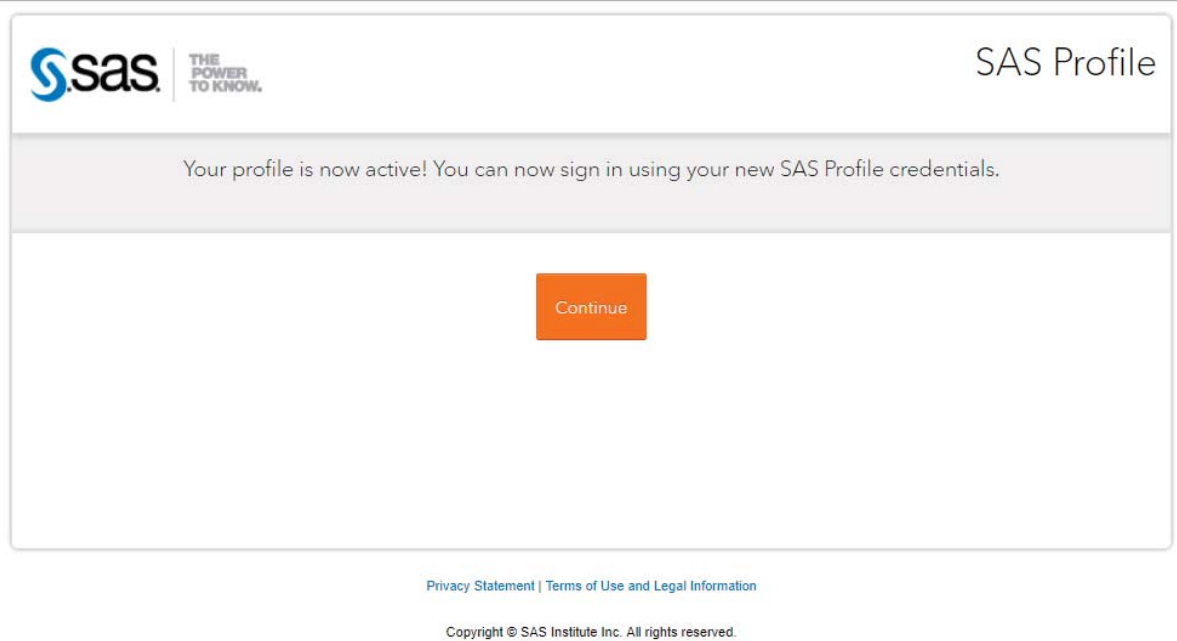 sas
THE
POWER
TO KNOW.
SAS Profile
Your profile is now active! You can now sign in using your new SAS Profile credentials.
Continue
Privacy Statement | Terms of Use and Legal Information
Copyright © SAS Institute Inc. All rights reserved.